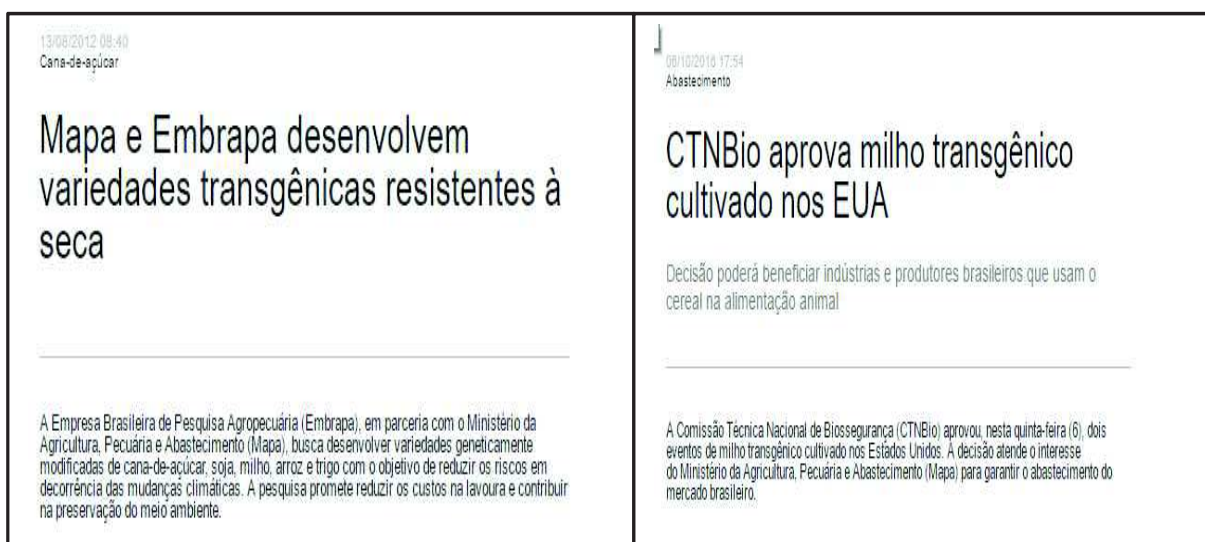 13/08/2012 08:40
Cana-de-açúcar
Mapa e Embrapa desenvolvem
variedades transgênicas resistentes à
seca
A Empresa Brasileira de Pesquisa Agropecuária (Embrapa), em parceria com o Ministério da
Agricultura, Pecuária e Abastecimento (Mapa), busca desenvolver variedades geneticamente
modificadas de cana-de-açúcar, soja, milho, arroz e trigo com o objetivo de reduzir os riscos em
decorrência das mudanças climáticas. A pesquisa promete reduzir os custos na lavoura e contribuir
na preservação do meio ambiente.
06/10/2016 17:54
Abastecimento
CTNBio aprova milho transgênico
cultivado nos EUA
Decisão poderá beneficiar indústrias e produtores brasileiros que usam o
cereal na alimentação animal
A Comissão Técnica Nacional de Biossegurança (CTNBio) aprovou, nesta quinta-feira (6), dois
eventos de milho transgênico cultivado nos Estados Unidos. A decisão atende o interesse
do Ministério da Agricultura, Pecuária e Abastecimento (Mapa) para garantir o abastecimento do
mercado brasileiro.